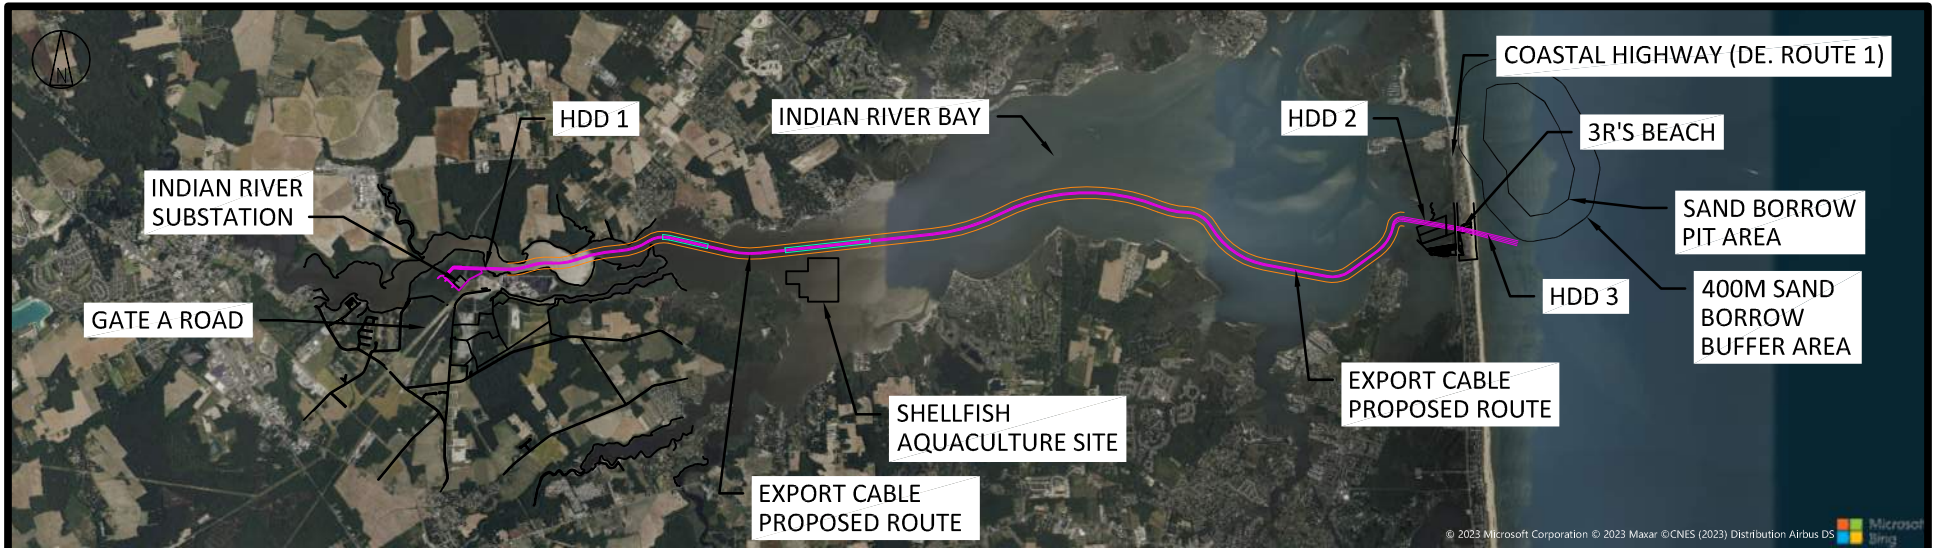 N
COASTAL HIGHWAY (DE. ROUTE 1)
HDD 1
INDIAN RIVER BAY
HDD 2
3R'S BEACH
INDIAN RIVER
SUBSTATION
SAND BORROW
PIT AREA
GATE A ROAD
HDD 3
400M SAND
BORROW
BUFFER AREA
EXPORT CABLE
PROPOSED ROUTE
SHELLFISH
AQUACULTURE SITE
EXPORT CABLE
PROPOSED ROUTE
© 2023 Microsoft Corporation © 2023 Maxar ©CNES (2023) Distribution Airbus DS
Microsoft
Bing